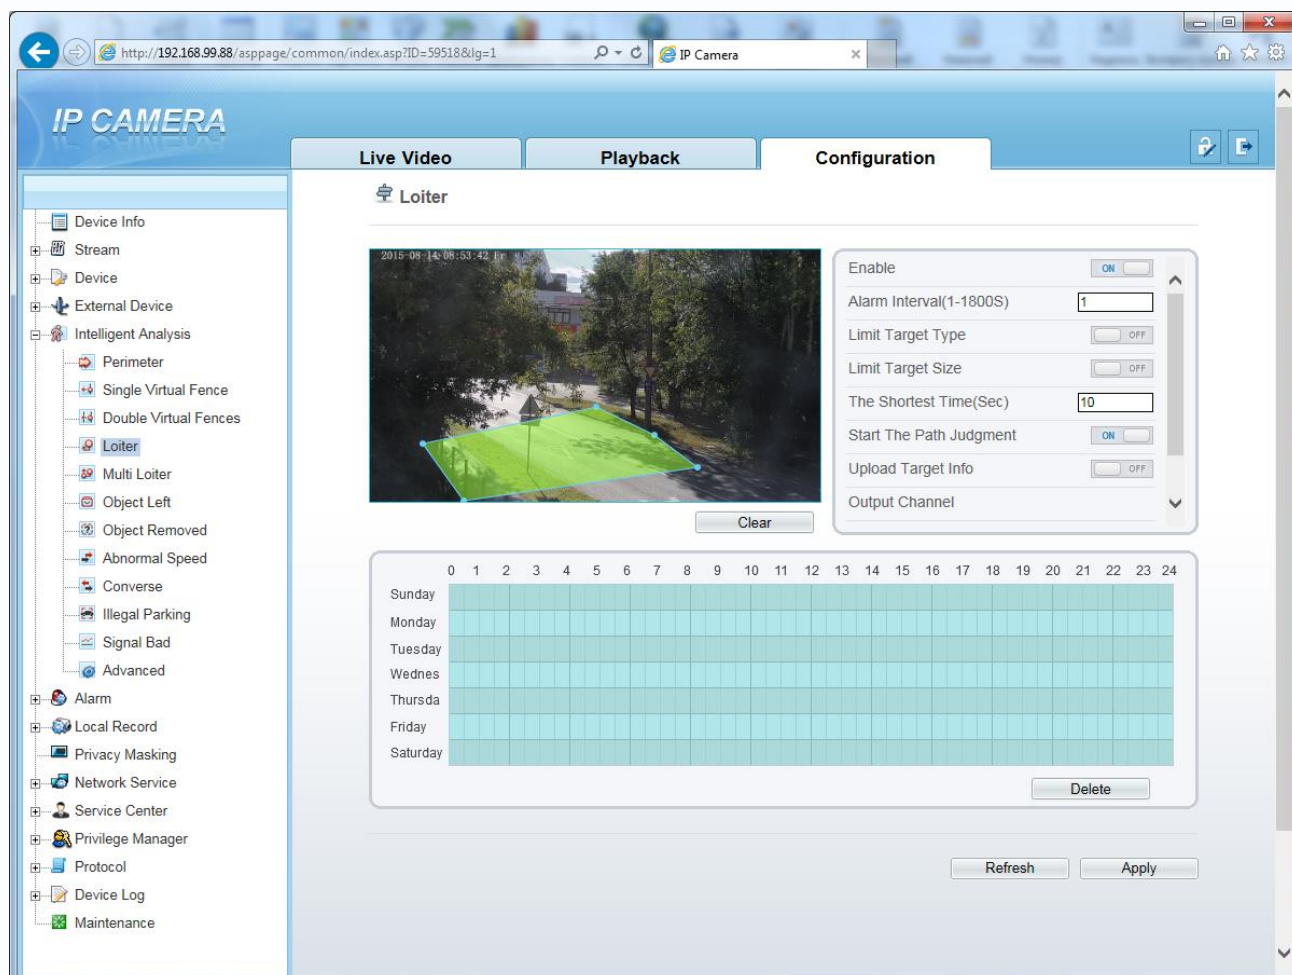 http://192.168.99.88/asppage/common/index.asp?ID=59518&lg=1
IP Camera
IP CAMERA
Live Video
Playback
Configuration
Loiter
Device Info
Stream
Device
External Device
Intelligent Analysis
Perimeter
Single Virtual Fence
Double Virtual Fences
Loiter
Multi Loiter
Object Left
Object Removed
Abnormal Speed
Converse
Illegal Parking
Signal Bad
Advanced
Alarm
Local Record
Privacy Masking
Network Service
Service Center
Privilege Manager
Protocol
Device Log
Maintenance
2015-08-14 08:53:42 Fr
Clear
Enable ON
Alarm Interval(1-1800S) 1
Limit Target Type OFF
Limit Target Size OFF
The Shortest Time(Sec) 10
Start The Path Judgment ON
Upload Target Info OFF
Output Channel
0 1 2 3 4 5 6 7 8 9 10 11 12 13 14 15 16 17 18 19 20 21 22 23 24
Sunday
Monday
Tuesday
Wednes
Thursda
Friday
Saturday
Delete
Refresh Apply